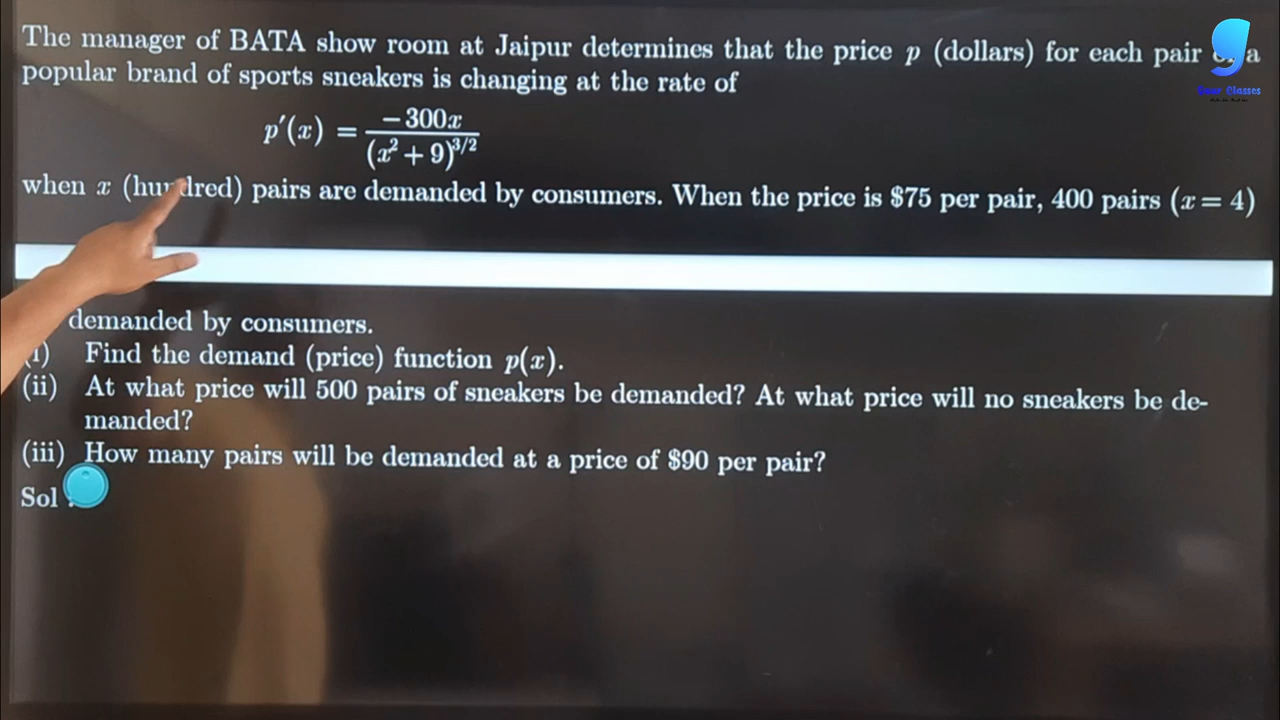 The manager of BATA show room at Jaipur determines that the price p (dollars) for each pair of a
popular brand of sports sneakers is changing at the rate of
p′(x) = −300x / (x² + 9)^3/2
when x (hundred) pairs are demanded by consumers. When the price is $75 per pair, 400 pairs (x = 4)
demanded by consumers.
(i) Find the demand (price) function p(x).
(ii) At what price will 500 pairs of sneakers be demanded? At what price will no sneakers be de-
manded?
(iii) How many pairs will be demanded at a price of $90 per pair?
Sol :
Classes